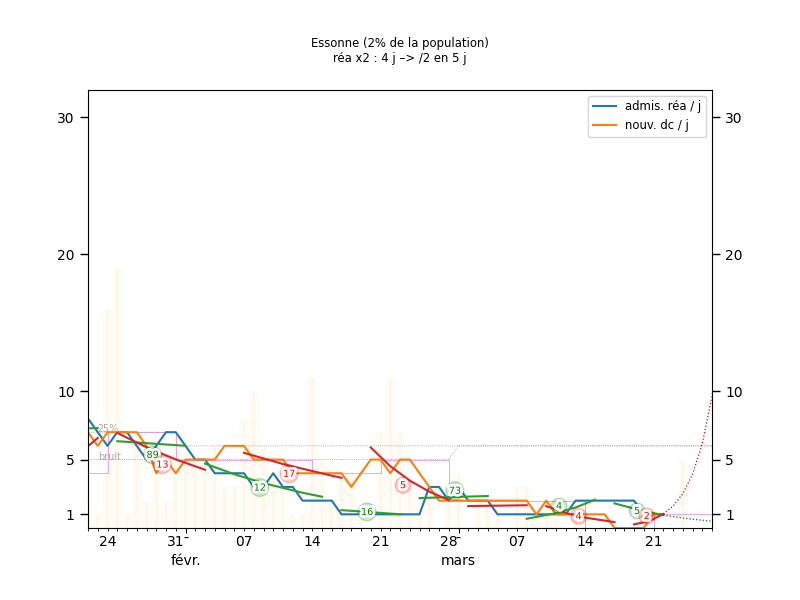 Essonne (2% de la population)
réa x2 : 4 j –> /2 en 5 j
admis. réa / j
nouv. dc / j
30 30
20 20
10 10
5 5
1 1
25%
bruit
89
13
12
17
16
5
73
4
4
5
2
24 31 07 14 21 28 07 14 21
févr. mars